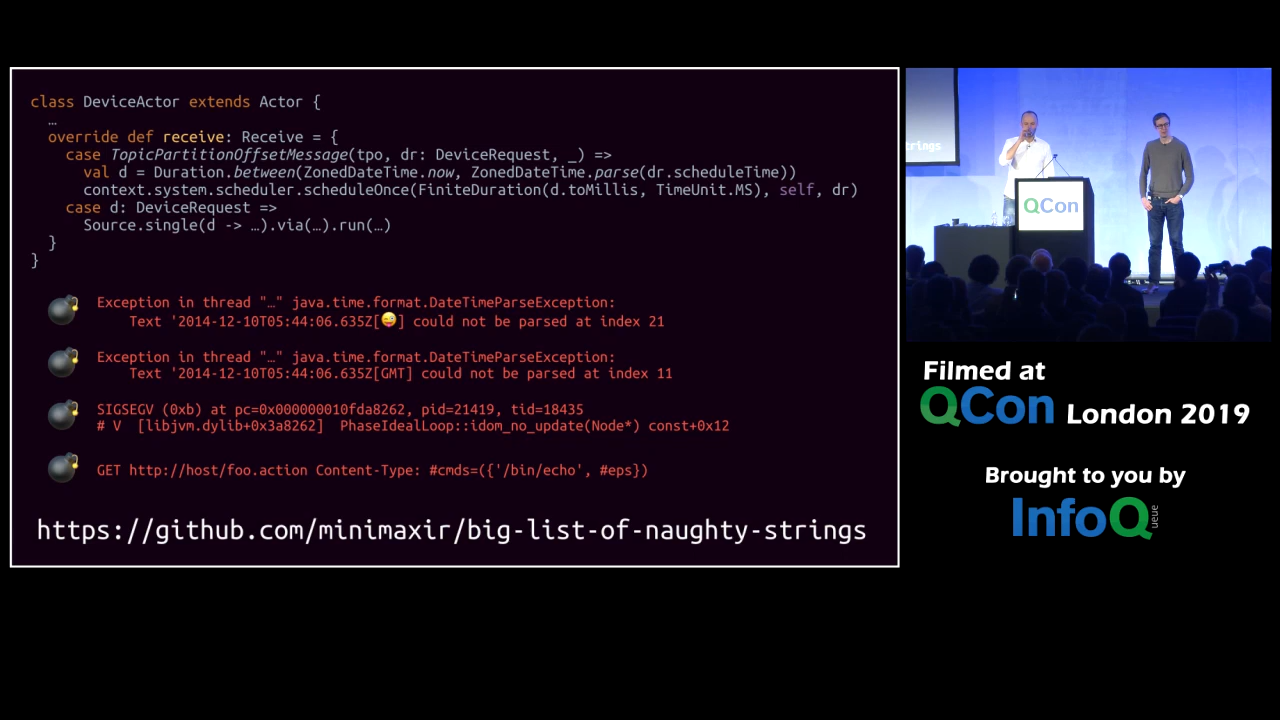 class DeviceActor extends Actor {
…
override def receive: Receive = {
case TopicPartitionOffsetMessage(tpo, dr: DeviceRequest, _) =>
val d = Duration.between(ZonedDateTime.now, ZonedDateTime.parse(dr.scheduleTime))
context.system.scheduler.scheduleOnce(FiniteDuration(d.toMillis, TimeUnit.MS), self, dr)
case d: DeviceRequest =>
Source.single(d -> …).via(…).run(…)
}
}
Exception in thread "…" java.time.format.DateTimeParseException:
Text '2014-12-10T05:44:06.635Z[😜] could not be parsed at index 21
Exception in thread "…" java.time.format.DateTimeParseException:
Text '2014-12-10T05:44:06.635Z[GMT] could not be parsed at index 11
SIGSEGV (0xb) at pc=0x000000010fda8262, pid=21419, tid=18435
# V [libjvm.dylib+0x3a8262] PhaseIdealLoop::idom_no_update(Node*) const+0x12
GET http://host/foo.action Content-Type: #cmds=({'/bin/echo', #eps})
https://github.com/minimaxir/big-list-of-naughty-strings
trings
QCon
Filmed at
QCon London 2019
Brought to you by
InfoQueue